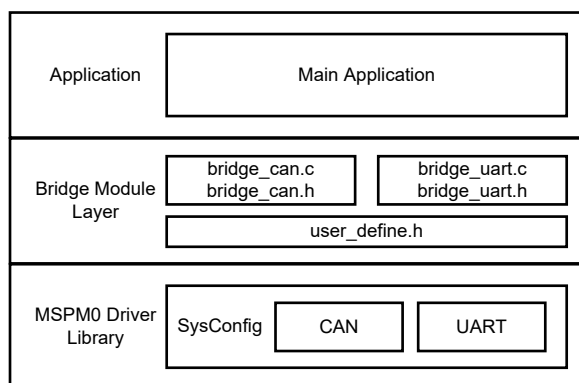 Application
Main Application
Bridge Module
Layer
bridge_can.c
bridge_can.h
bridge_uart.c
bridge_uart.h
user_define.h
MSPM0 Driver
Library
SysConfig
CAN
UART